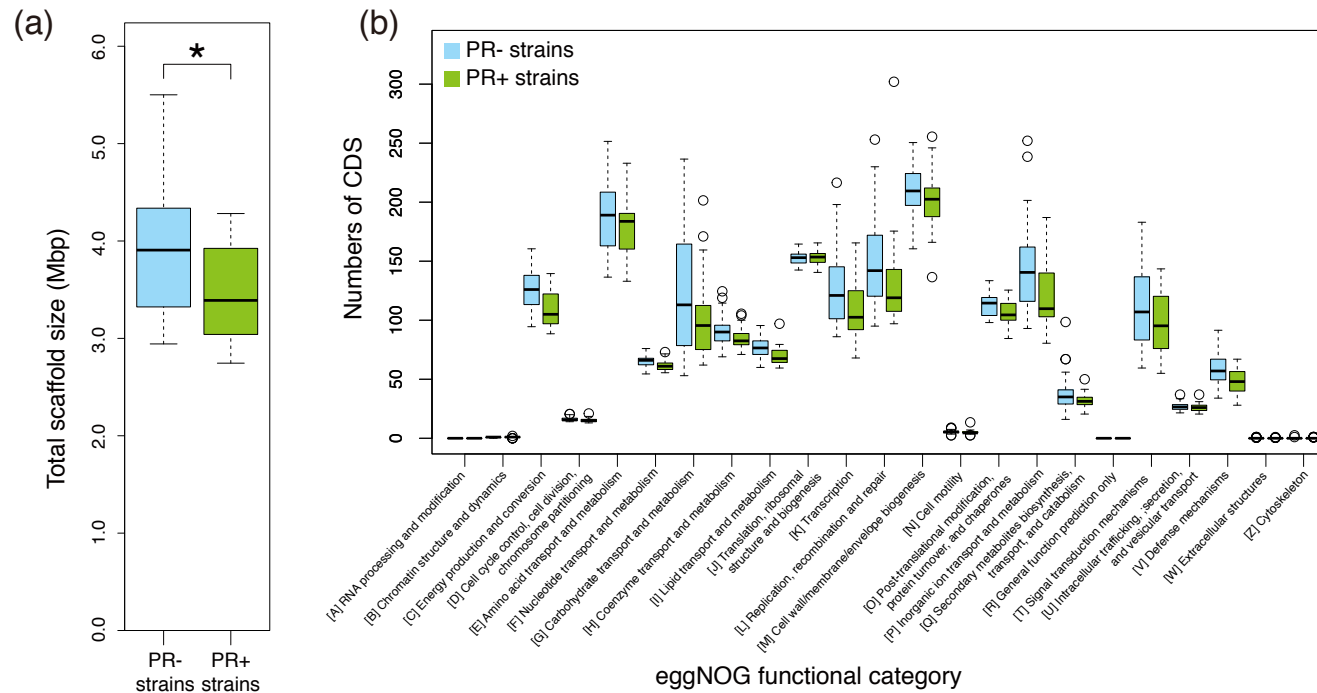 (a)
Total scaffold size (Mbp)
6.0
5.0
4.0
3.0
2.0
1.0
0.0
*
PR-
strains
PR+
strains
(b)
PR- strains
PR+ strains
Numbers of CDS
300
250
200
150
100
50
0
[A] RNA processing and modification
[B] Chromatin structure and dynamics
[C] Energy production and conversion
[D] Cell cycle control, cell division,
chromosome partitioning
[E] Amino acid transport and metabolism
[F] Nucleotide transport and metabolism
[G] Carbohydrate transport and metabolism
[H] Coenzyme transport and metabolism
[I] Lipid transport and metabolism
[J] Translation, ribosomal
structure and biogenesis
[K] Transcription
[L] Replication, recombination and repair
[M] Cell wall/membrane/envelope biogenesis
[N] Cell motility
[O] Post-translational modification,
protein turnover, and chaperones
[P] Inorganic ion transport and metabolism
[Q] Secondary metabolites biosynthesis,
transport, and catabolism
[R] General function prediction only
[T] Signal transduction mechanisms
[U] Intracellular trafficking, ;secretion,
and vesicular transport
[V] Defense mechanisms
[W] Extracellular structures
[Z] Cytoskeleton
eggNOG functional category